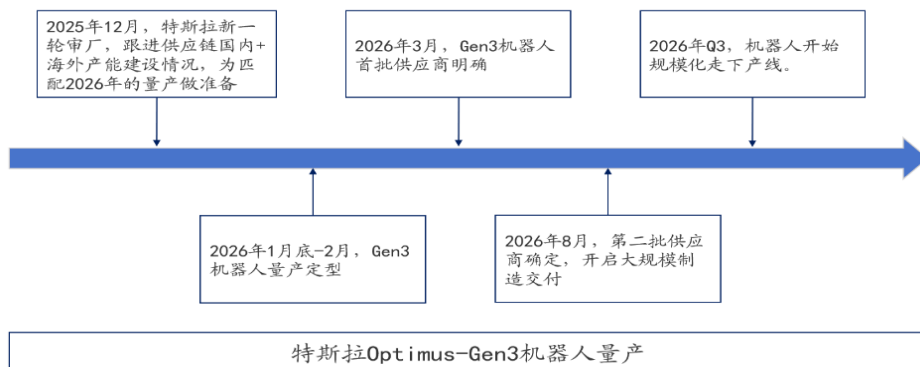 2025年12月，特斯拉新一
轮审厂，跟进供应链国内+
海外产能建设情况，为匹
配2026年的量产做准备
2026年3月，Gen3机器人
首批供应商明确
2026年Q3，机器人开始
规模化走下产线。
2026年1月底-2月，Gen3
机器人量产定型
2026年8月，第二批供应
商确定，开启大规模制
造交付
特斯拉Optimus-Gen3机器人量产